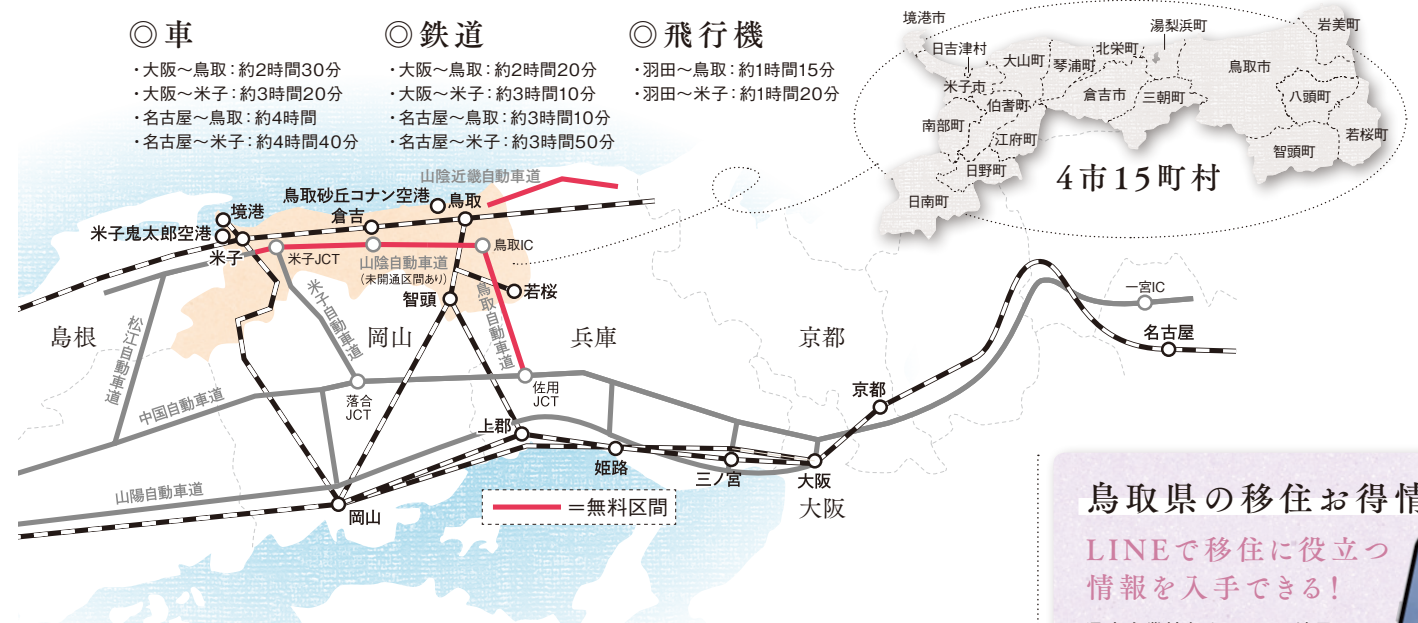 ◎車
・大阪〜鳥取：約2時間30分
・大阪〜米子：約3時間20分
・名古屋〜鳥取：約4時間
・名古屋〜米子：約4時間40分
◎鉄道
・大阪〜鳥取：約2時間20分
・大阪〜米子：約3時間10分
・名古屋〜鳥取：約3時間10分
・名古屋〜米子：約3時間50分
◎飛行機
・羽田〜鳥取：約1時間15分
・羽田〜米子：約1時間20分
境港市
日吉津村
米子市
大山町
琴浦町
北栄町
湯梨浜町
鳥取市
岩美町
八頭町
若桜町
智頭町
倉吉市
三朝町
伯耆町
南部町
江府町
日野町
日南町
4市15町村
山陰近畿自動車道
鳥取砂丘コナン空港
鳥取
倉吉
境港
米子鬼太郎空港
米子
米子JCT
山陰自動車道
(未開通区間あり)
鳥取IC
智頭
若桜
鳥取自動車道
米子自動車道
松江自動車道
島根
岡山
兵庫
京都
一宮IC
名古屋
京都
中国自動車道
落合
JCT
佐用
JCT
上郡
姫路
三ノ宮
大阪
大阪
山陽自動車道
岡山
＝無料区間
鳥取県の移住お得情
LINEで移住に役立つ
情報を入手できる！